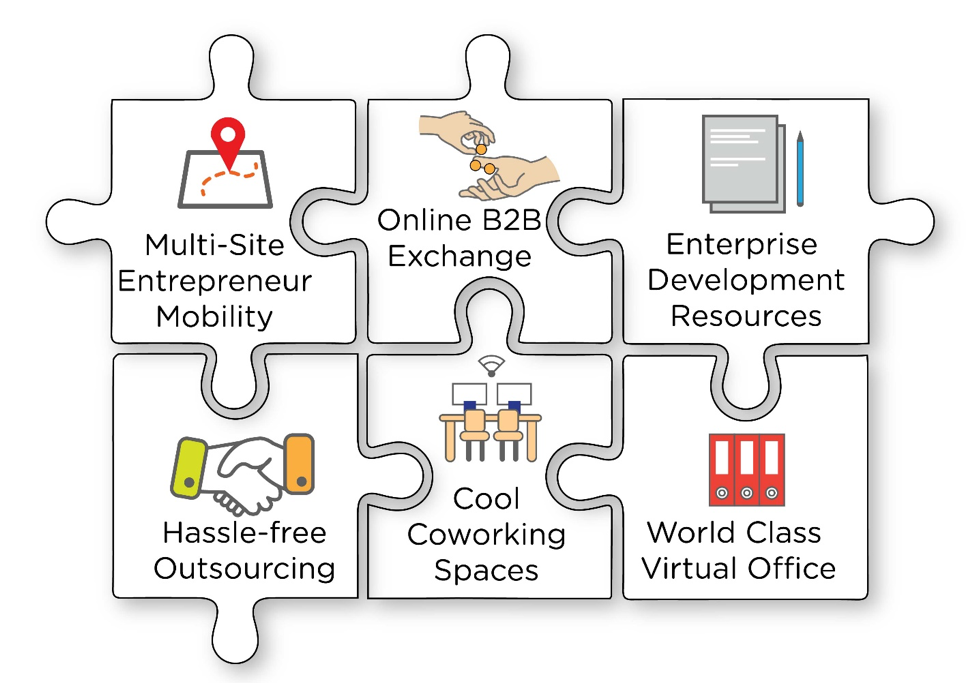 Multi-Site
Entrepreneur
Mobility
Online B2B
Exchange
Enterprise
Development
Resources
Hassle-free
Outsourcing
Cool
Coworking
Spaces
World Class
Virtual Office